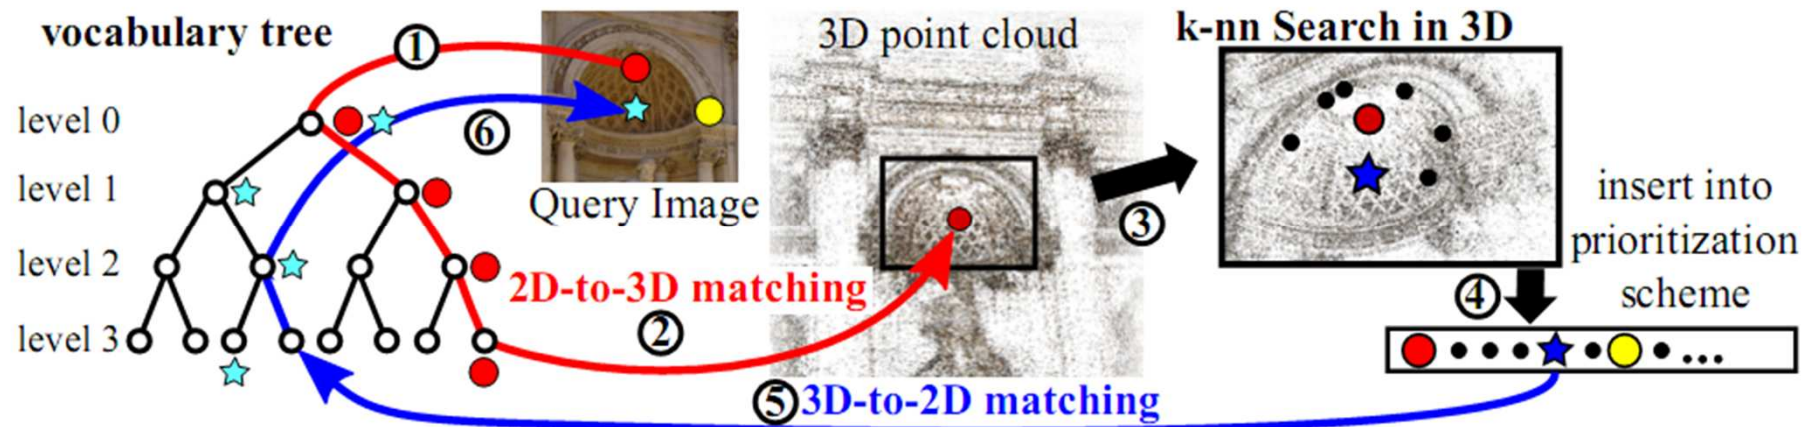 vocabulary tree
1
3D point cloud
k-nn Search in 3D
level 0
6
level 1
Query Image
3
insert into
prioritization
scheme
level 2
2D-to-3D matching
4
level 3
2
5 3D-to-2D matching
...